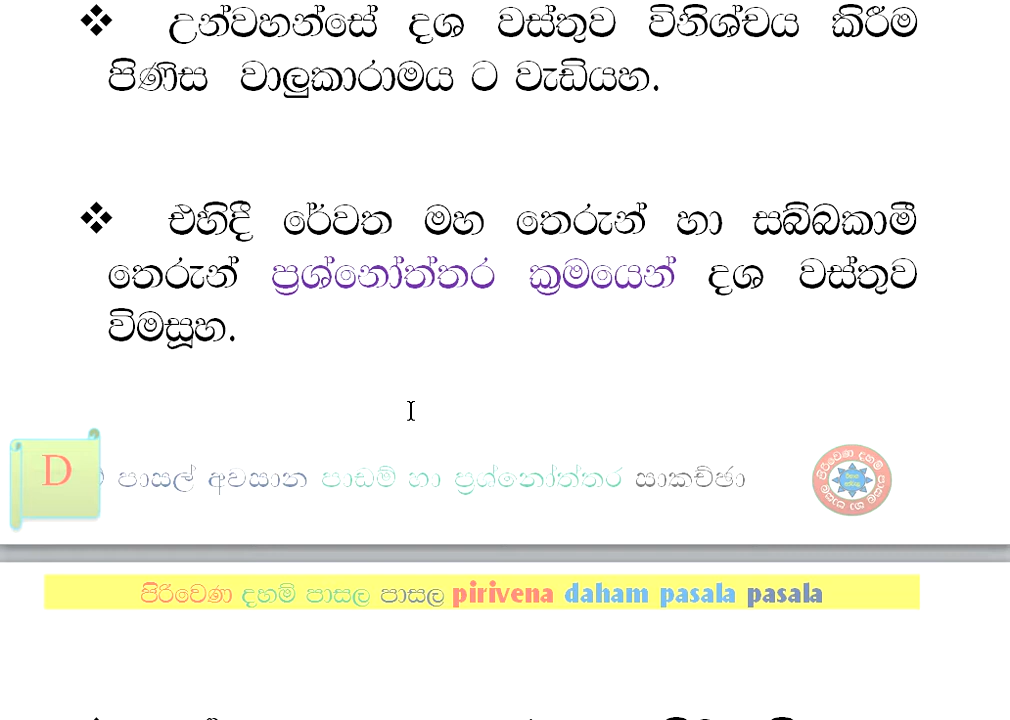 ❖ උන්වහන්සේ දශ වස්තුව විනිශ්චය කිරීම
පිණිස වාලුකාරාමය ට වැඩියහ.
❖ එහිදී රේවත මහ තෙරුන් හා සබ්බකාමී
තෙරුන් ප්‍රශ්නෝත්තර ක්‍රමයෙන් දශ වස්තුව
විමසූහ.
D
පාසල් අවසාන පාඩම් හා ප්‍රශ්නෝත්තර සාකච්ඡා
පිරිවෙණ දහම්
පිරිවෙණ දහම් පාසල පාසල pirivena daham pasala pasala